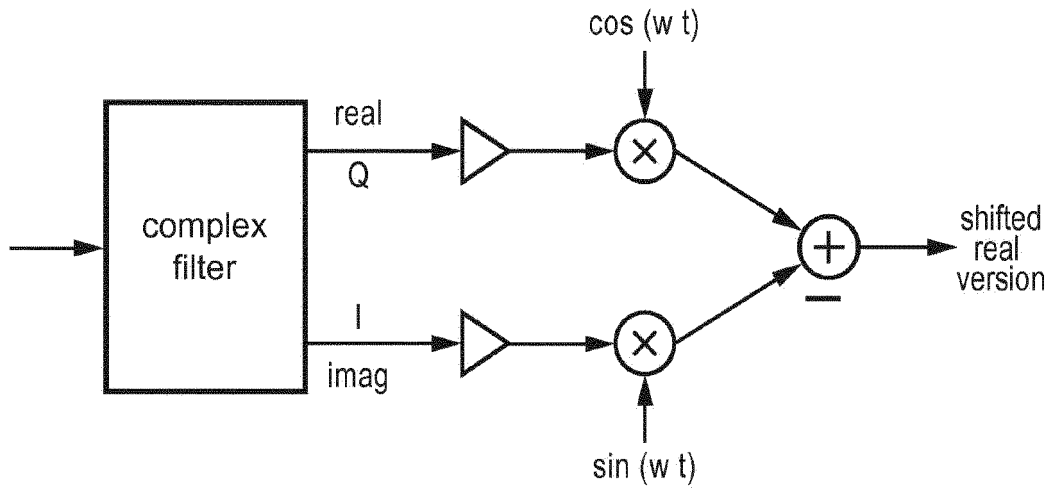 cos (w t)
real
Q
complex
filter
shifted
real
version
I
imag
sin (w t)